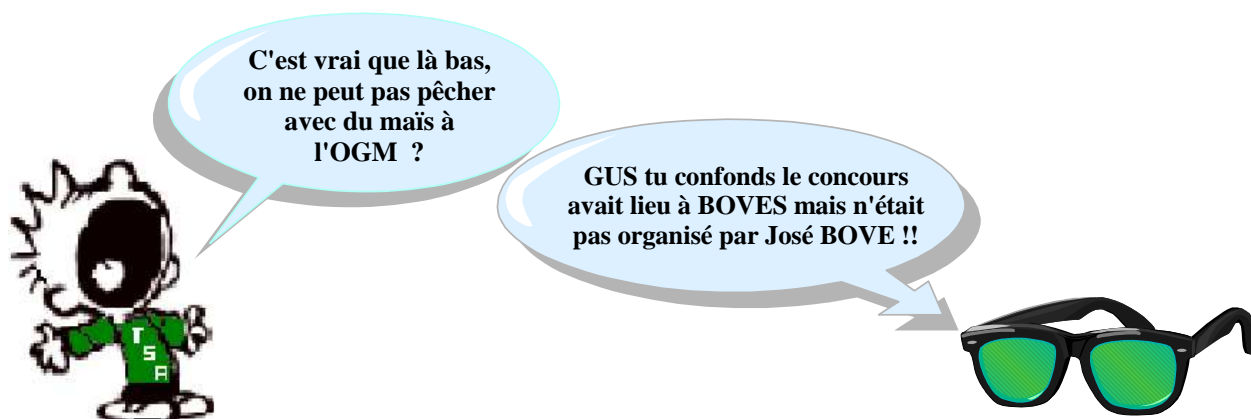 C'est vrai que là bas,
on ne peut pas pêcher
avec du maïs à
l'OGM  ?
GUS tu confonds le concours
avait lieu à BOVES mais n'était
pas organisé par José BOVE !!
T
S
A